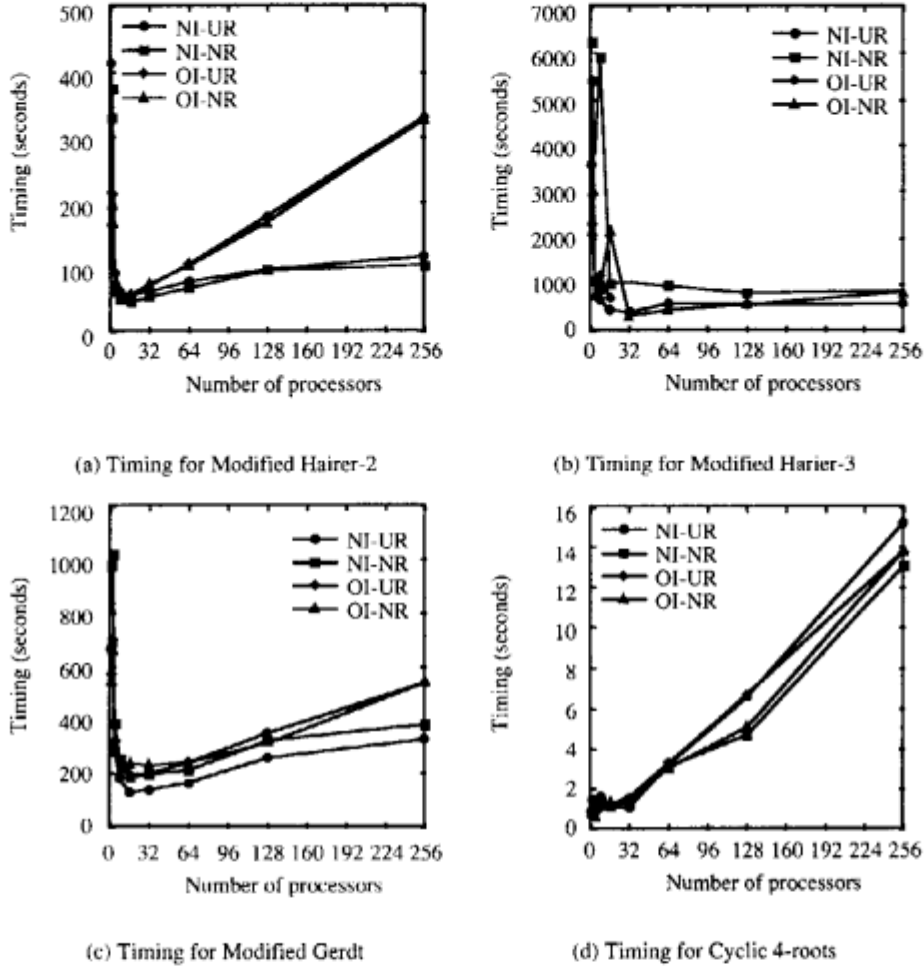 500
400
300
200
100
0
Timing (seconds)
NI-UR
NI-NR
OI-UR
OI-NR
0 32 64 96 128 160 192 224 256
Number of processors
(a) Timing for Modified Hairer-2
7000
6000
5000
4000
3000
2000
1000
0
Timing (seconds)
NI-UR
NI-NR
OI-UR
OI-NR
0 32 64 96 128 160 192 224 256
Number of processors
(b) Timing for Modified Harier-3
1200
1000
800
600
400
200
0
Timing (seconds)
NI-UR
NI-NR
OI-UR
OI-NR
0 32 64 96 128 160 192 224 256
Number of processors
(c) Timing for Modified Gerdt
16
14
12
10
8
6
4
2
0
Timing (seconds)
NI-UR
NI-NR
OI-UR
OI-NR
0 32 64 96 128 160 192 224 256
Number of processors
(d) Timing for Cyclic 4-roots